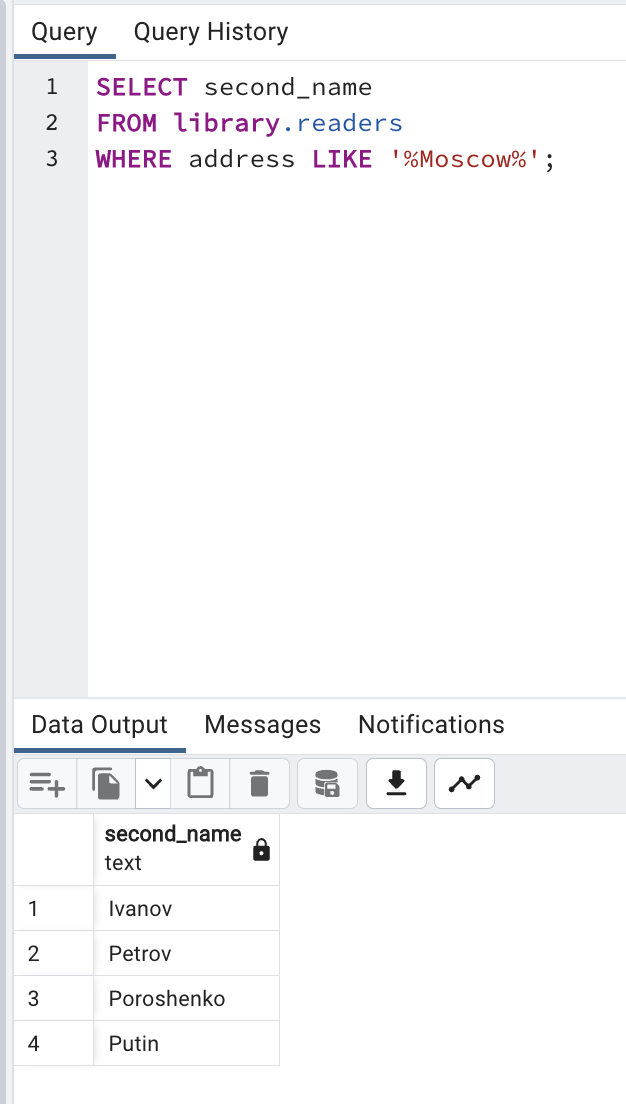 Query Query History
1 SELECT second_name
2 FROM library.readers
3 WHERE address LIKE '%Moscow%';
Data Output Messages Notifications
second_name
text
1 Ivanov
2 Petrov
3 Poroshenko
4 Putin